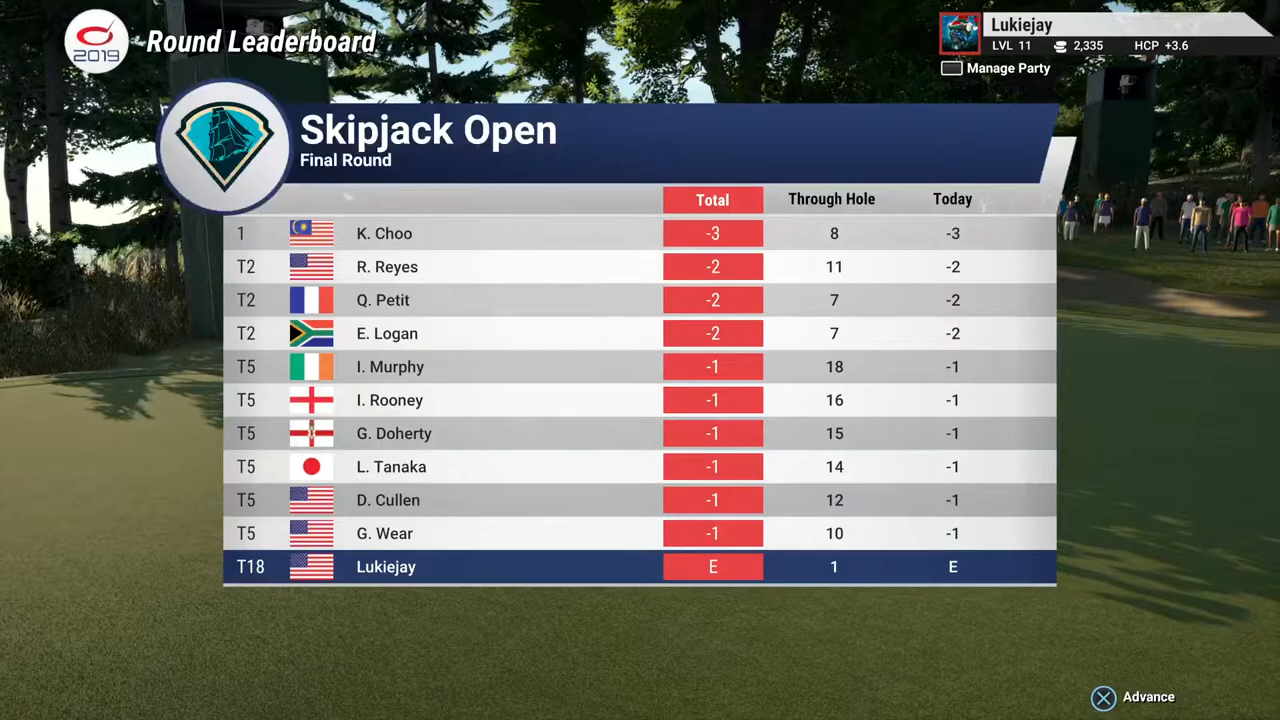 2019
Round Leaderboard
Lukiejay
LVL 11 2,335 HCP +3.6
Manage Party
Skipjack Open
Final Round
Total Through Hole Today
1 K. Choo -3 8 -3
T2 R. Reyes -2 11 -2
T2 Q. Petit -2 7 -2
T2 E. Logan -2 7 -2
T5 I. Murphy -1 18 -1
T5 I. Rooney -1 16 -1
T5 G. Doherty -1 15 -1
T5 L. Tanaka -1 14 -1
T5 D. Cullen -1 12 -1
T5 G. Wear -1 10 -1
T18 Lukiejay E 1 E
Advance